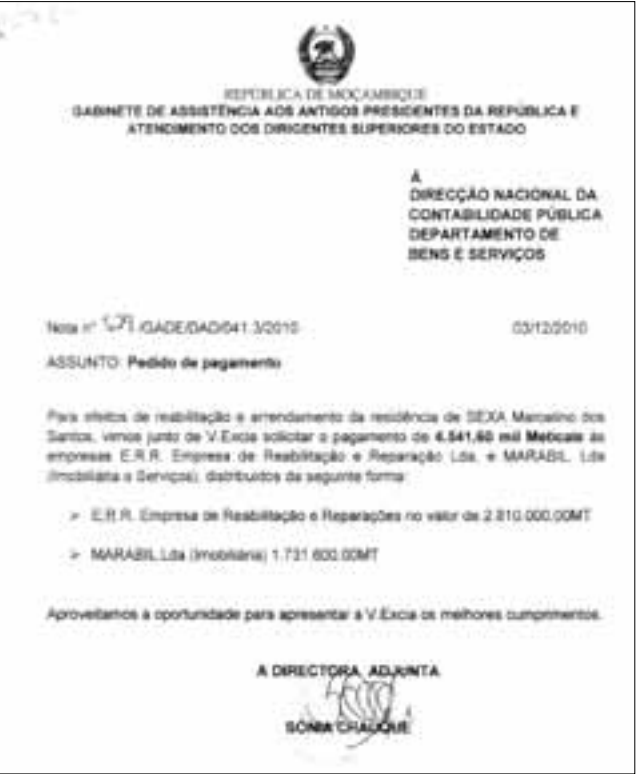 REPÚBLICA DE MOÇAMBIQUE
GABINETE DE ASSISTÊNCIA AOS ANTIGOS PRESIDENTES DA REPÚBLICA E
ATENDIMENTO DOS DIRIGENTES SUPERIORES DO ESTADO
À
DIRECÇÃO NACIONAL DA
CONTABILIDADE PÚBLICA
DEPARTAMENTO DE
BENS E SERVIÇOS
Nota nº /GADE/DAD/041.3/2010 03/12/2010
ASSUNTO: Pedido de pagamento
Para efeitos de reabilitação e arrendamento da residência de SEXA Marcelino dos
Santos, vimos junto de V.Excia solicitar o pagamento de 4.541,60 mil Meticais às
empresas E.R.R. Empresa de Reabilitação e Reparação Lda, e MARABIL. Lda
(Imobiliária e Serviços), distribuídos da seguinte forma:
➢ E.R.R. Empresa de Reabilitação e Reparações no valor de 2.810.000,00MT
➢ MARABIL.Lda (Imobiliária) 1.731.600,00MT
Aproveitamos a oportunidade para apresentar a V.Excia os melhores cumprimentos.
A DIRECTORA ADJUNTA
SÓNIA CHAÚQUE